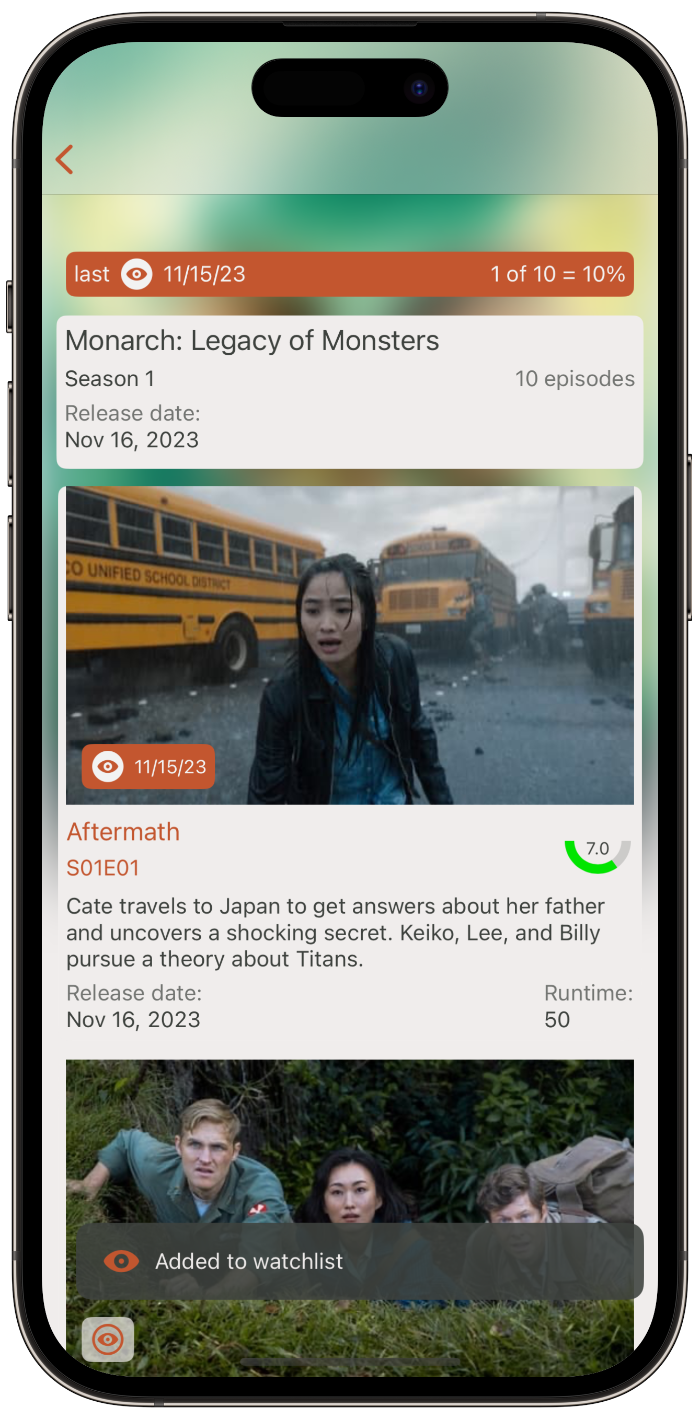 last 11/15/23 1 of 10 = 10%
Monarch: Legacy of Monsters
Season 1 10 episodes
Release date:
Nov 16, 2023
CO UNIFIED SCHOOL DISTRICT
SCHOOL BUS
11/15/23
Aftermath
7.0
S01E01
Cate travels to Japan to get answers about her father
and uncovers a shocking secret. Keiko, Lee, and Billy
pursue a theory about Titans.
Release date: Runtime:
Nov 16, 2023 50
Added to watchlist